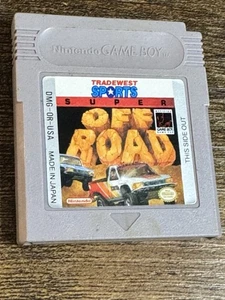 Nintendo GAME BOY
TRADEWEST
SPORTS
SUPER
OFF
ROAD
DMG-OR-USA
MADE IN JAPAN
THIS SIDE OUT
Nintendo